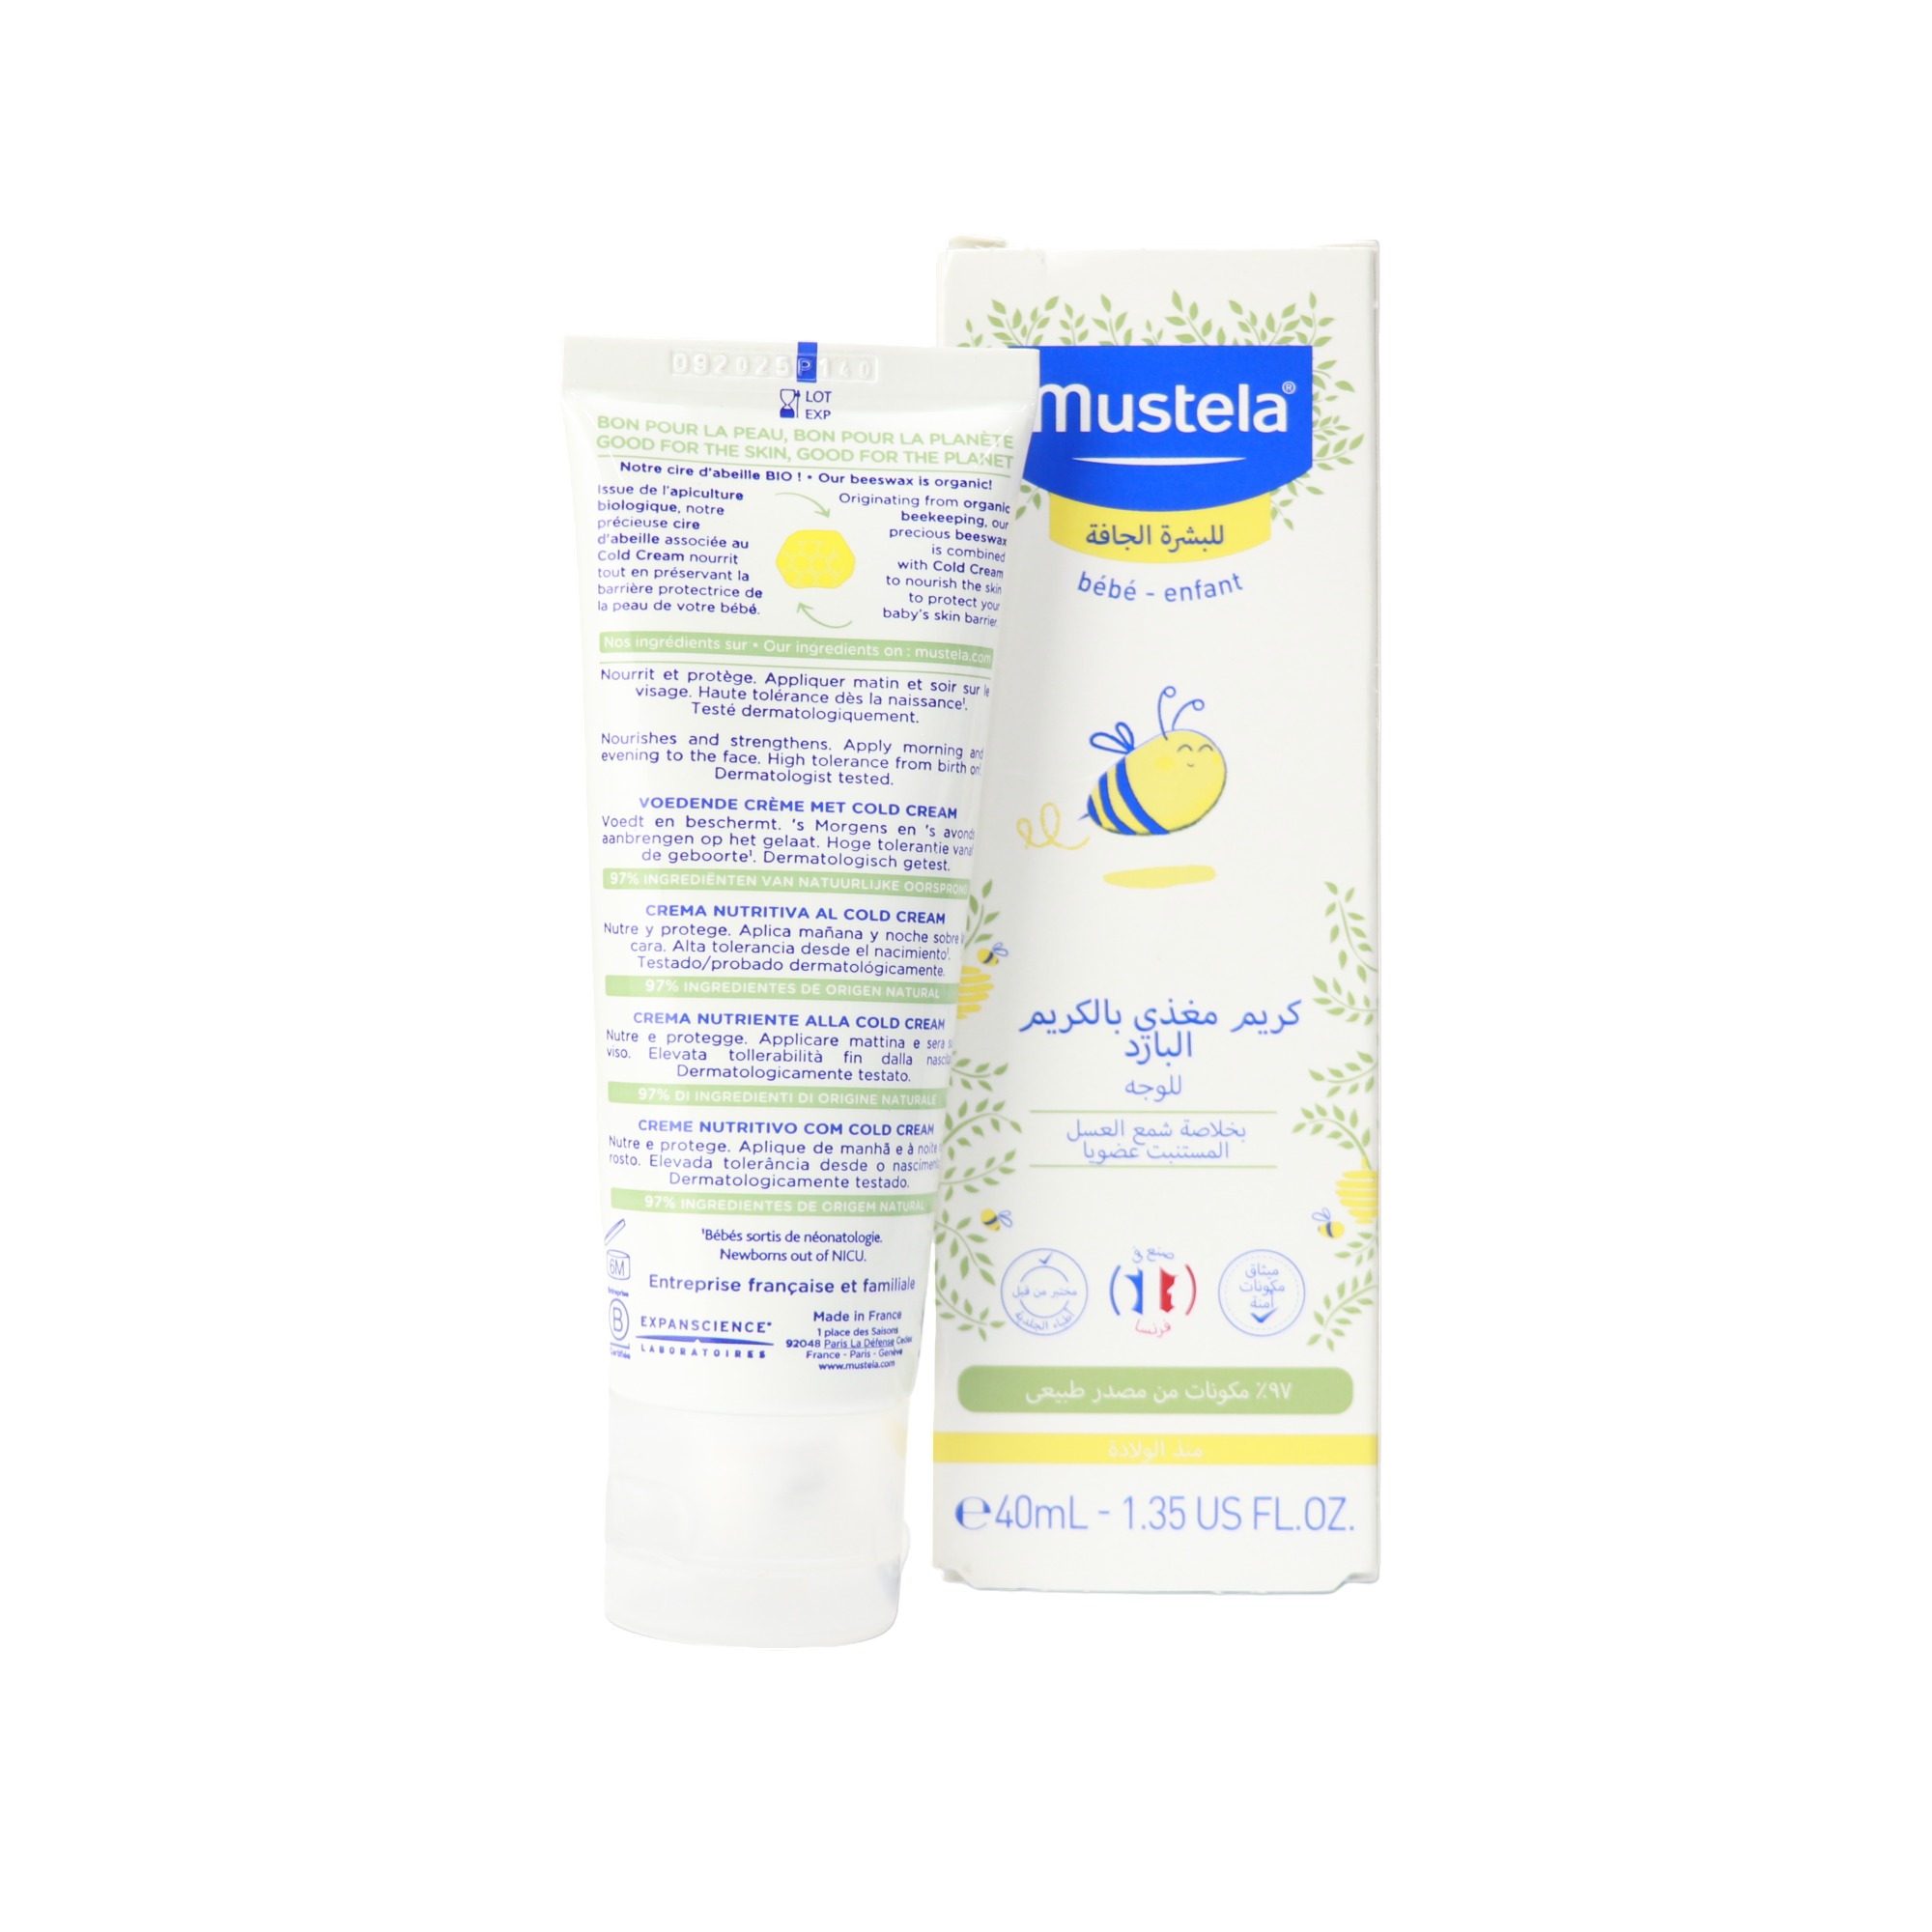 092025P140
LOT
EXP
BON POUR LA PEAU, BON POUR LA PLANÈTE
GOOD FOR THE SKIN, GOOD FOR THE PLANET
Notre cire d'abeille BIO ! • Our beeswax is organic!
Issue de l'apiculture
biologique, notre
précieuse cire
d'abeille associée au
Cold Cream nourrit
tout en préservant la
barrière protectrice de
la peau de votre bébé.
Originating from organic
beekeeping, our
precious beeswax
is combined
with Cold Cream
to nourish the skin
to protect your
baby's skin barrier.
Nos ingrédients sur • Our ingredients on : mustela.com
Nourrit et protège. Appliquer matin et soir sur le
visage. Haute tolérance dès la naissance¹.
Testé dermatologiquement.
Nourishes and strengthens. Apply morning and
evening to the face. High tolerance from birth on¹.
Dermatologist tested.
VOEDENDE CRÈME MET COLD CREAM
Voedt en beschermt. 's Morgens en 's avonds
aanbrengen op het gelaat. Hoge tolerantie vanaf
de geboorte¹. Dermatologisch getest.
97% INGREDIËNTEN VAN NATUURLIJKE OORSPRONG
CREMA NUTRITIVA AL COLD CREAM
Nutre y protege. Aplica mañana y noche sobre
cara. Alta tolerancia desde el nacimiento¹.
Testado/probado dermatológicamente.
97% INGREDIENTES DE ORIGEN NATURAL
CREMA NUTRIENTE ALLA COLD CREAM
Nutre e protegge. Applicare mattina e sera
viso. Elevata tollerabilità fin dalla
Dermatologicamente testato.
97% DI INGREDIENTI DI ORIGINE NATURALE
CREME NUTRITIVO COM COLD CREAM
Nutre e protege. Aplique de manhã e à noite
rosto. Elevada tolerância desde o
Dermatologicamente testado.
97% INGREDIENTES DE ORIGEM NATURAL
¹Bébés sortis de néonatologie.
Newborns out of NICU.
6M
Entreprise française et familiale
Entreprise
B
Certifiée
EXPANSCIENCE®
LABORATOIRES
Made in France
1 place des Saisons
92048 Paris La Défense Cedex
France - Paris - Genève
www.mustela.com
mustela®
للبشرة الجافة
bébé - enfant
كريم مغذي بالكريم
البارد
للوجه
بخلاصة شمع العسل
المستنبت عضويا
مختبر من قبل
أطباء الجلدية
صنع في
فرنسا
ميثاق
مكونات
آمنة
٩٧٪ مكونات من مصدر طبيعى
منذ الولادة
e40mL - 1.35 US FL.OZ.